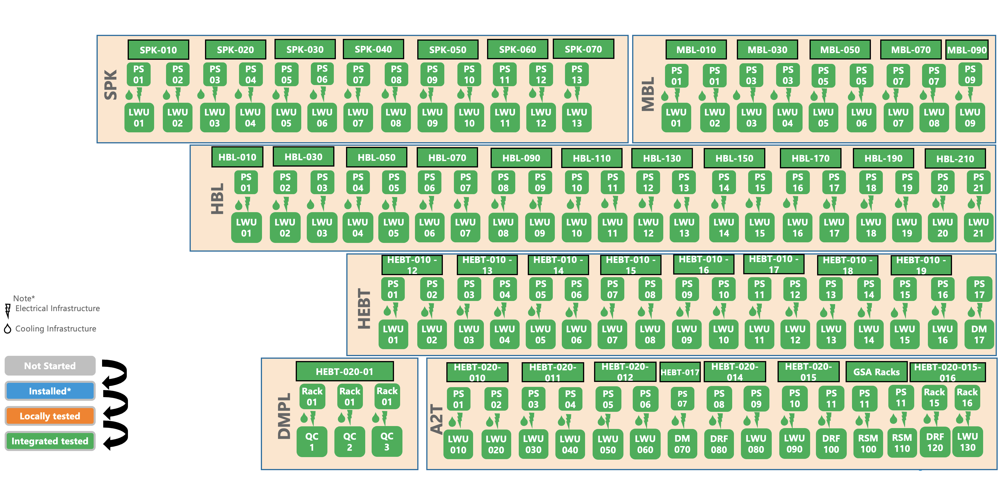 SPK
SPK-010 SPK-020 SPK-030 SPK-040 SPK-050 SPK-060 SPK-070
PS PS PS PS PS PS PS PS PS PS PS PS PS
01 02 03 04 05 06 07 08 09 10 11 12 13
LWU LWU LWU LWU LWU LWU LWU LWU LWU LWU LWU LWU LWU
01 02 03 04 05 06 07 08 09 10 11 12 13
MBL
MBL-010 MBL-030 MBL-050 MBL-070 MBL-090
PS PS PS PS PS PS PS PS PS
01 01 03 03 05 05 07 07 09
LWU LWU LWU LWU LWU LWU LWU LWU LWU
01 02 03 04 05 06 07 08 09
HBL
HBL-010 HBL-030 HBL-050 HBL-070 HBL-090 HBL-110 HBL-130 HBL-150 HBL-170 HBL-190 HBL-210
PS PS PS PS PS PS PS PS PS PS PS PS PS PS PS PS PS PS PS PS PS
01 02 03 04 05 06 07 08 09 10 11 12 13 14 15 16 17 18 19 20 21
LWU LWU LWU LWU LWU LWU LWU LWU LWU LWU LWU LWU LWU LWU LWU LWU LWU LWU LWU LWU LWU
01 02 03 04 05 06 07 08 09 10 11 12 13 14 15 16 17 18 19 20 21
HEBT
HEBT-010 - HEBT-010 - HEBT-010 - HEBT-010 - HEBT-010 - HEBT-010 - HEBT-010 - HEBT-010 -
12 13 14 15 16 17 18 19
PS PS PS PS PS PS PS PS PS PS PS PS PS PS PS PS PS
01 02 03 04 05 06 07 08 09 10 11 12 13 14 15 16 17
LWU LWU LWU LWU LWU LWU LWU LWU LWU LWU LWU LWU LWU LWU LWU LWU DM
01 02 03 04 05 06 07 08 09 10 11 12 13 14 15 16 17
Note*
Electrical Infrastructure
Cooling Infrastructure
Not Started
Installed*
Locally tested
Integrated tested
DMPL
HEBT-020-01
Rack Rack Rack
01 01 01
QC QC QC
1 2 3
A2T
HEBT-020- HEBT-020- HEBT-020- HEBT-017 HEBT-020- HEBT-020- GSA Racks HEBT-020-015-
010 011 012 014 015 016
PS PS PS PS PS PS PS PS PS PS PS PS PS Rack Rack
01 02 03 04 05 06 07 08 09 10 11 11 11 15 16
LWU LWU LWU LWU LWU LWU DM DRF LWU LWU DRF RSM RSM DRF LWU
010 020 030 040 050 060 070 080 080 090 100 100 110 120 130